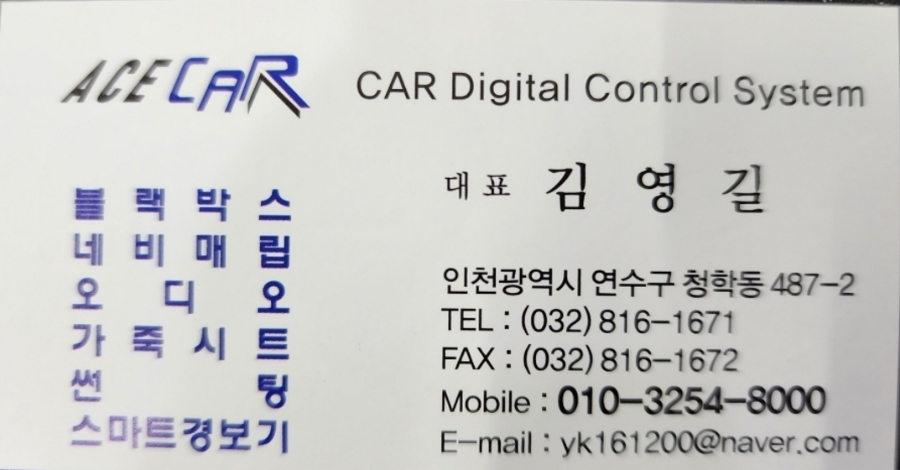 ACE CAR CAR Digital Control System
대표 김영길
블랙박스
네비매립
오디오
가죽시트
썬팅
스마트경보기
인천광역시 연수구 청학동 487-2
TEL : (032) 816-1671
FAX : (032) 816-1672
Mobile : 010-3254-8000
E-mail : yk161200@naver.com